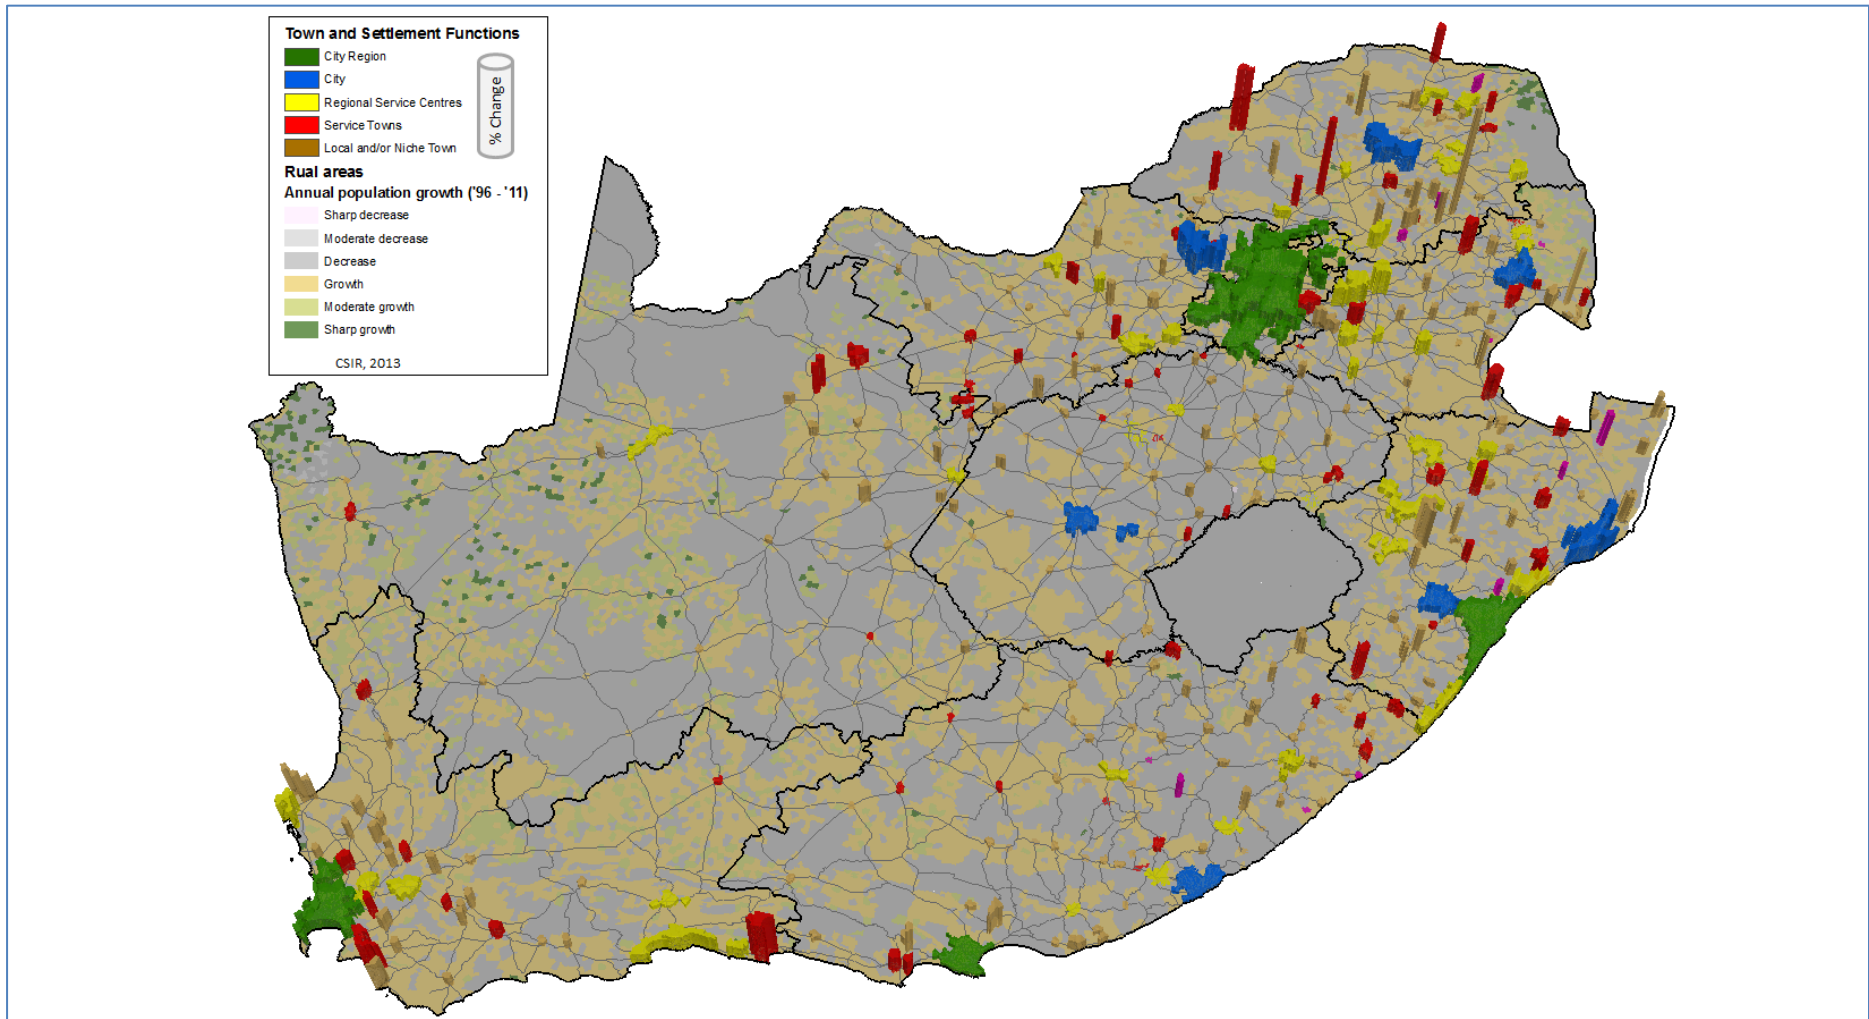 Town and Settlement Functions
City Region
City
Regional Service Centres
Service Towns
Local and/or Niche Town
% Change
Rual areas
Annual population growth ('96 - '11)
Sharp decrease
Moderate decrease
Decrease
Growth
Moderate growth
Sharp growth
CSIR, 2013